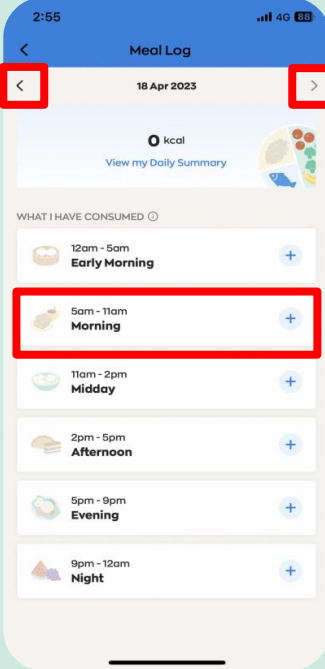 2:55
4G 88
Meal Log
18 Apr 2023
0 kcal
View my Daily Summary
WHAT I HAVE CONSUMED
12am - 5am
Early Morning
5am - 11am
Morning
11am - 2pm
Midday
2pm - 5pm
Afternoon
5pm - 9pm
Evening
9pm - 12am
Night